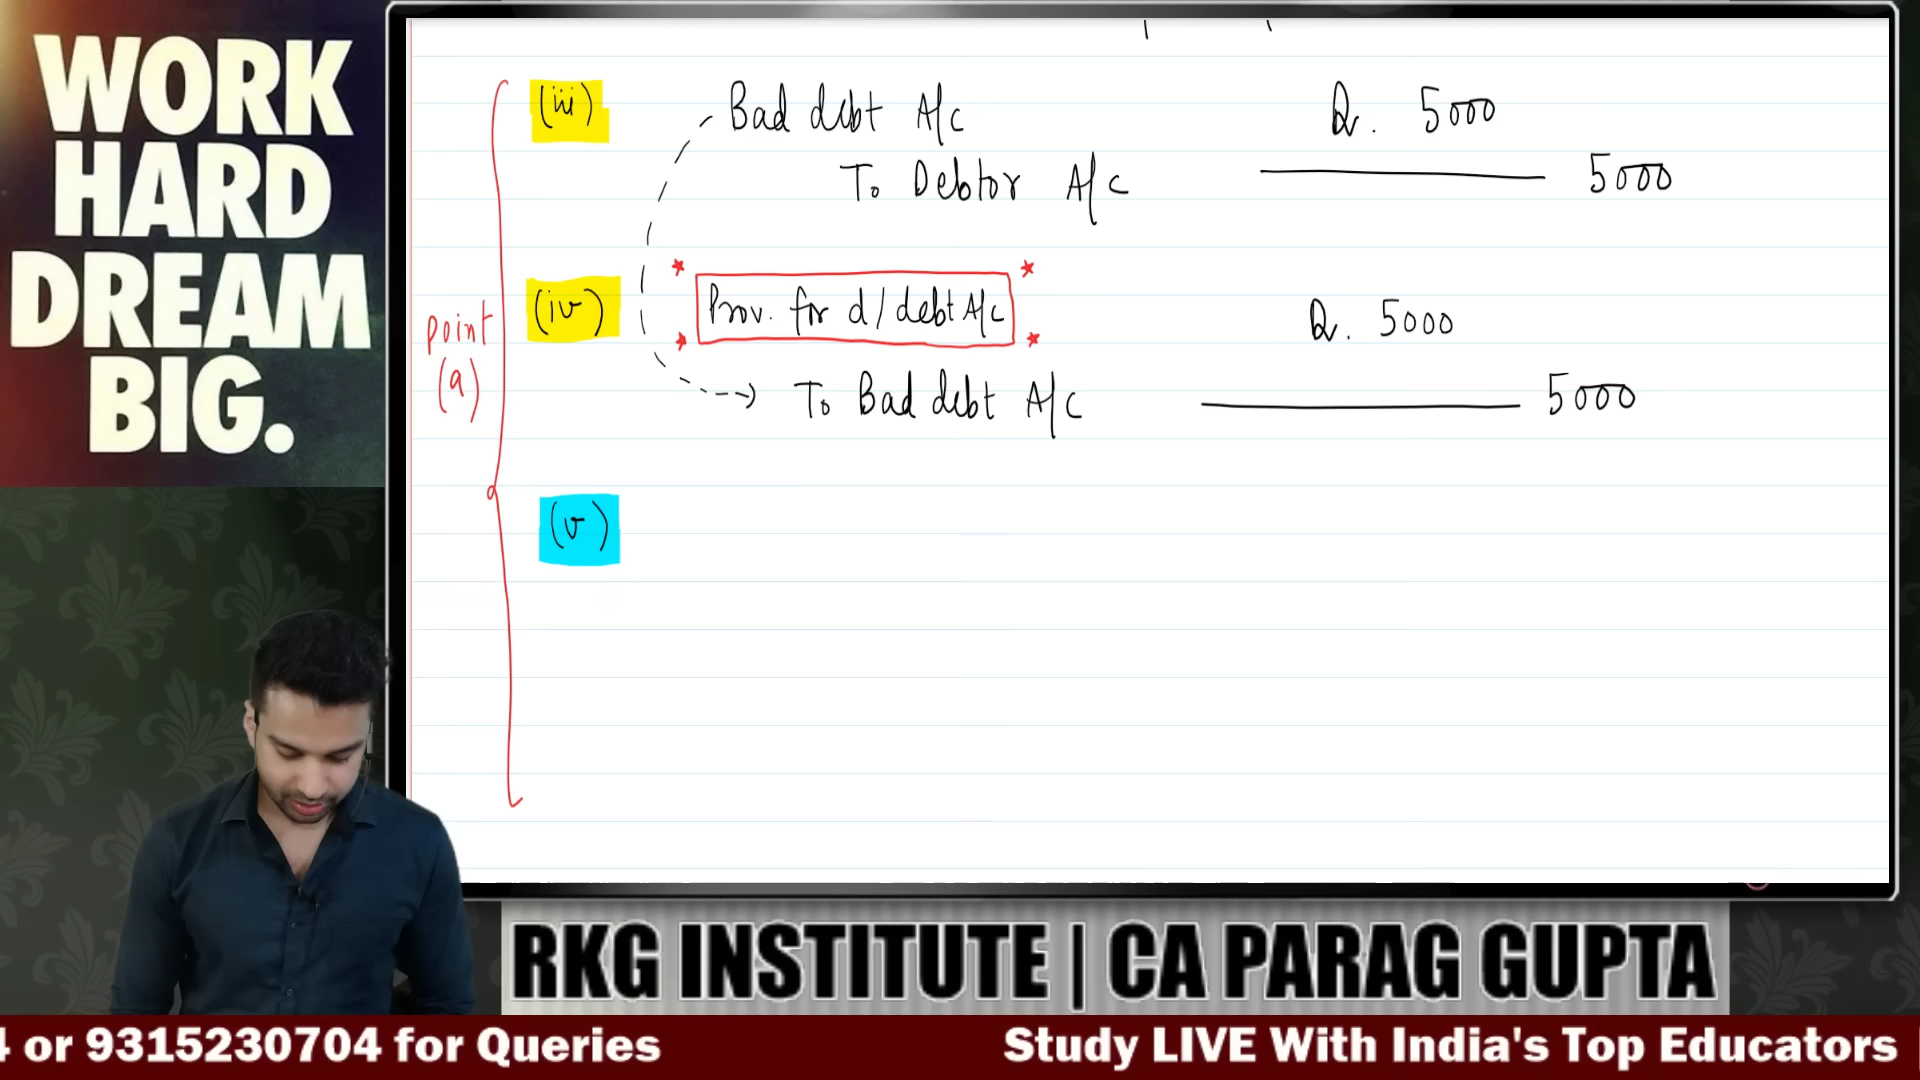 WORK
HARD
DREAM
BIG.
(iii) Bad debt A/c Dr. 5000
To Debtor A/c 5000
point
(a)
(iv) Prov. for d/debt A/c Dr. 5000
To Bad debt A/c 5000
(v)
RKG INSTITUTE | CA PARAG GUPTA
4 or 9315230704 for Queries Study LIVE With India's Top Educators